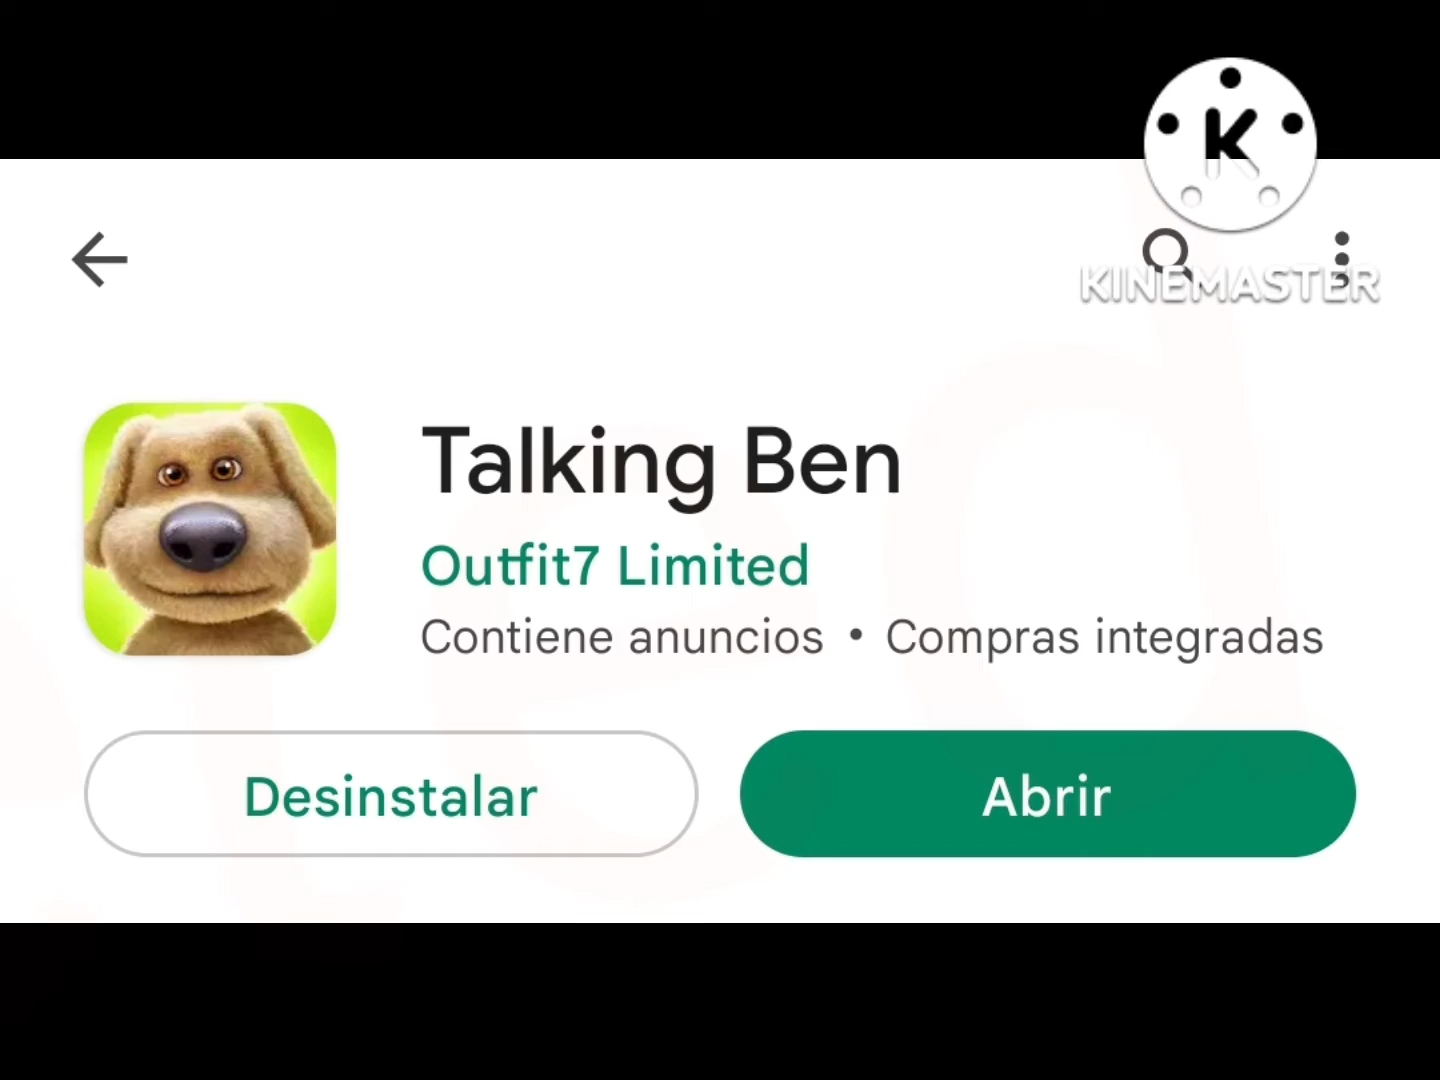 K
KINEMASTER
Talking Ben
Outfit7 Limited
Contiene anuncios • Compras integradas
Desinstalar
Abrir